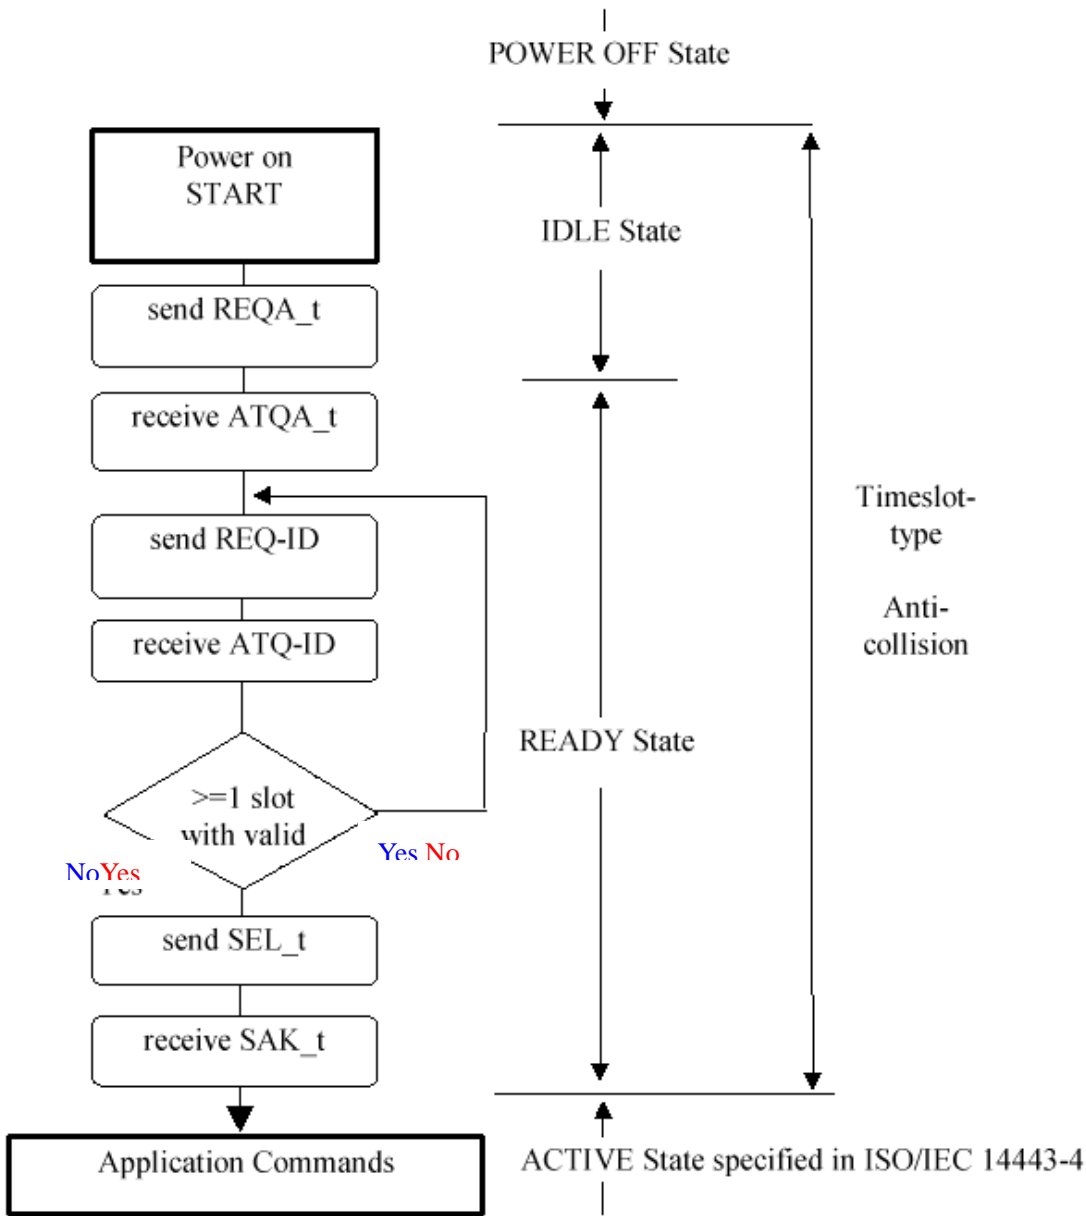 POWER OFF State
Power on
START
IDLE State
send REQA_t
receive ATQA_t
send REQ-ID
receive ATQ-ID
Timeslot-
type
Anti-
collision
READY State
>=1 slot
with valid
Yes No
NoYes
send SEL_t
receive SAK_t
Application Commands
ACTIVE State specified in ISO/IEC 14443-4